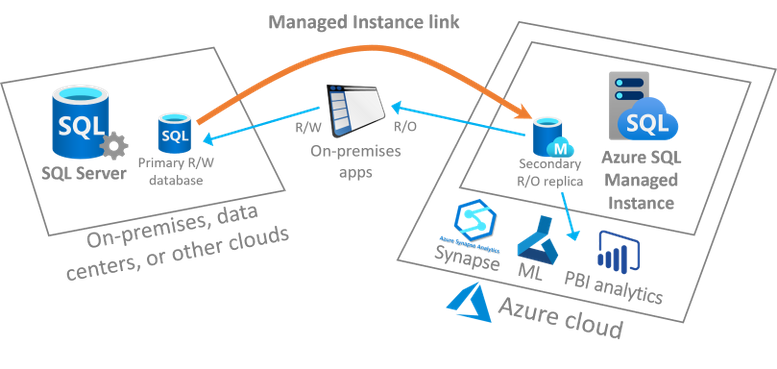 Managed Instance link
SQL
SQL Server
SQL
Primary R/W
database
On-premises, data
centers, or other clouds
R/W
R/O
On-premises
apps
M
Secondary
R/O replica
SQL
Azure SQL
Managed
Instance
Azure Synapse Analytics
Synapse
ML
PBI analytics
Azure cloud